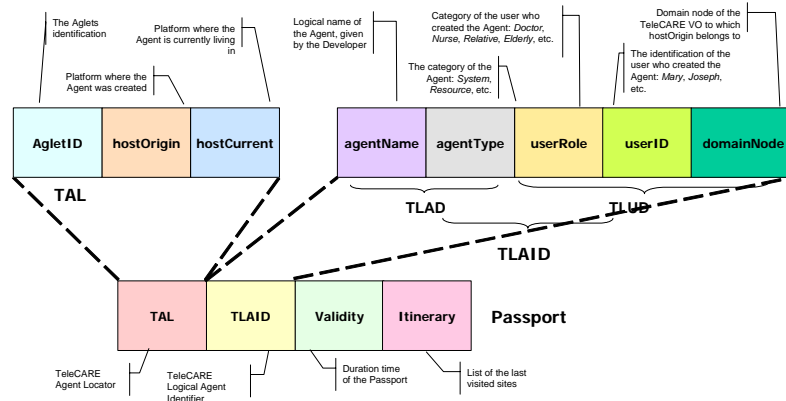 The Aglets
identification
Platform where the
Agent is currently living
in
Platform where the
Agent was created
Logical name of
the Agent, given
by the Developer
Category of the user who
created the Agent: Doctor,
Nurse, Relative, Elderly, etc.
The category of the
Agent: System,
Resource, etc.
Domain node of the
TeleCARE VO to which
hostOrigin belongs to
The identification of the
user who created the
Agent: Mary, Joseph,
etc.
AgletID hostOrigin hostCurrent
agentName agentType userRole userID domainNode
TAL
TLAD
TLUD
TLAID
TAL TLAID Validity Itinerary
Passport
TeleCARE
Agent Locator
TeleCARE
Logical Agent
Identifier
Duration time
of the Passport
List of the last
visited sites